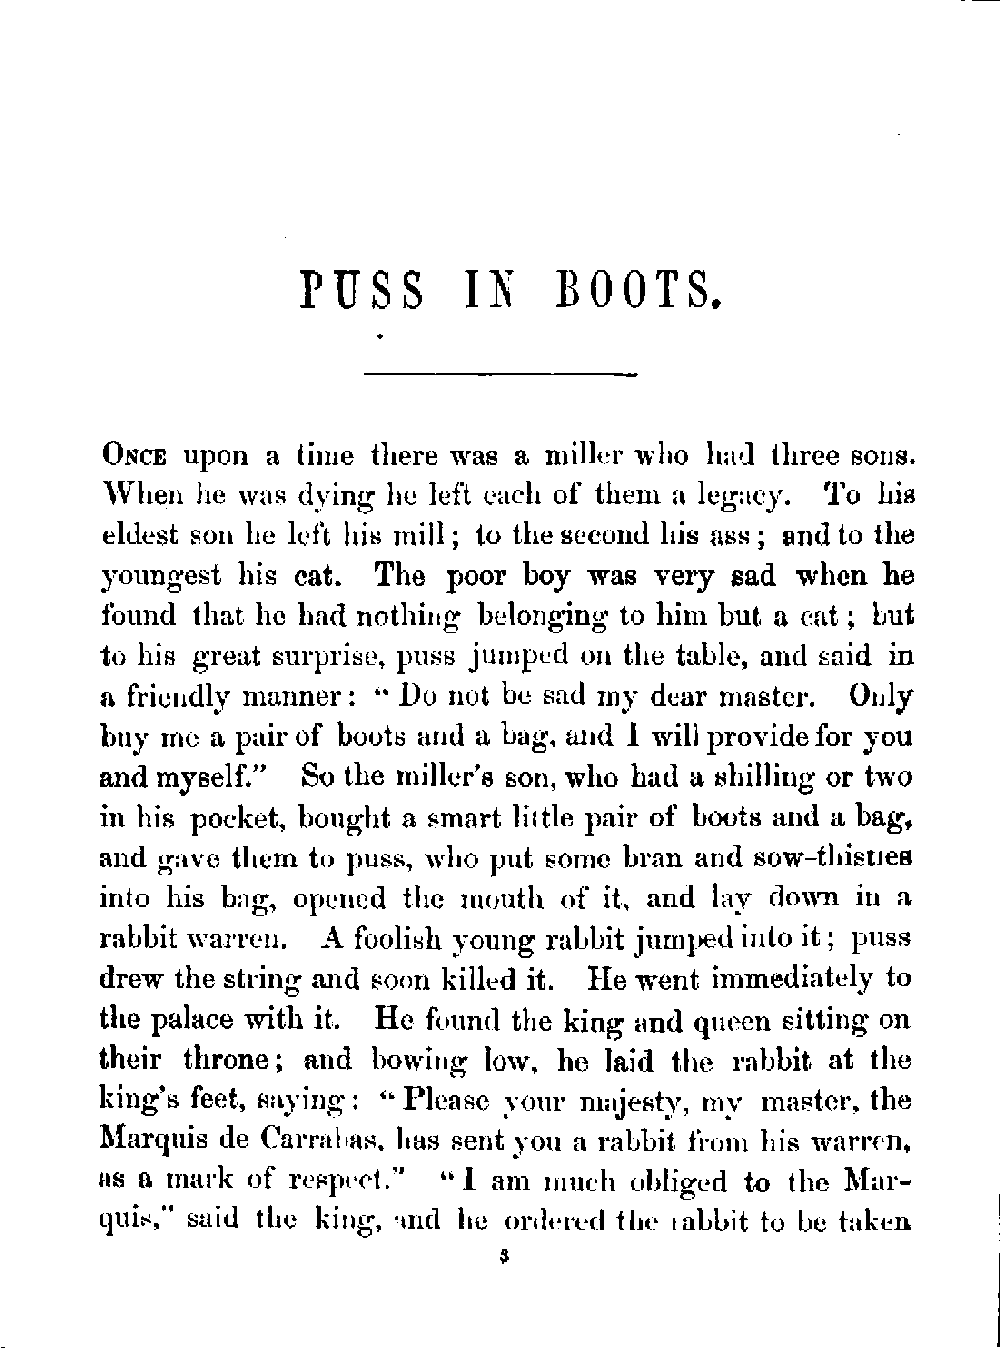 PUSS IN BOOTS.
ONCE upon a time there was a miller who had three sons.
When he was dying he left each of them a legacy. To his
eldest son he left his mill; to the second his ass; and to the
youngest his cat. The poor boy was very sad when he
found that he had nothing belonging to him but a cat; but
to his great surprise, puss jumped on the table, and said in
a friendly manner: “Do not be sad my dear master. Only
buy me a pair of boots and a bag, and I will provide for you
and myself.” So the miller's son, who had a shilling or two
in his pocket, bought a smart little pair of boots and a bag,
and gave them to puss, who put some bran and sow-thistles
into his bag, opened the mouth of it, and lay down in a
rabbit warren. A foolish young rabbit jumped into it; puss
drew the string and soon killed it. He went immediately to
the palace with it. He found the king and queen sitting on
their throne; and bowing low, he laid the rabbit at the
king's feet, saying: “Please your majesty, my master, the
Marquis de Carrabas, has sent you a rabbit from his warren,
as a mark of respect.” “I am much obliged to the Mar-
quis,” said the king, and he ordered the rabbit to be taken
3